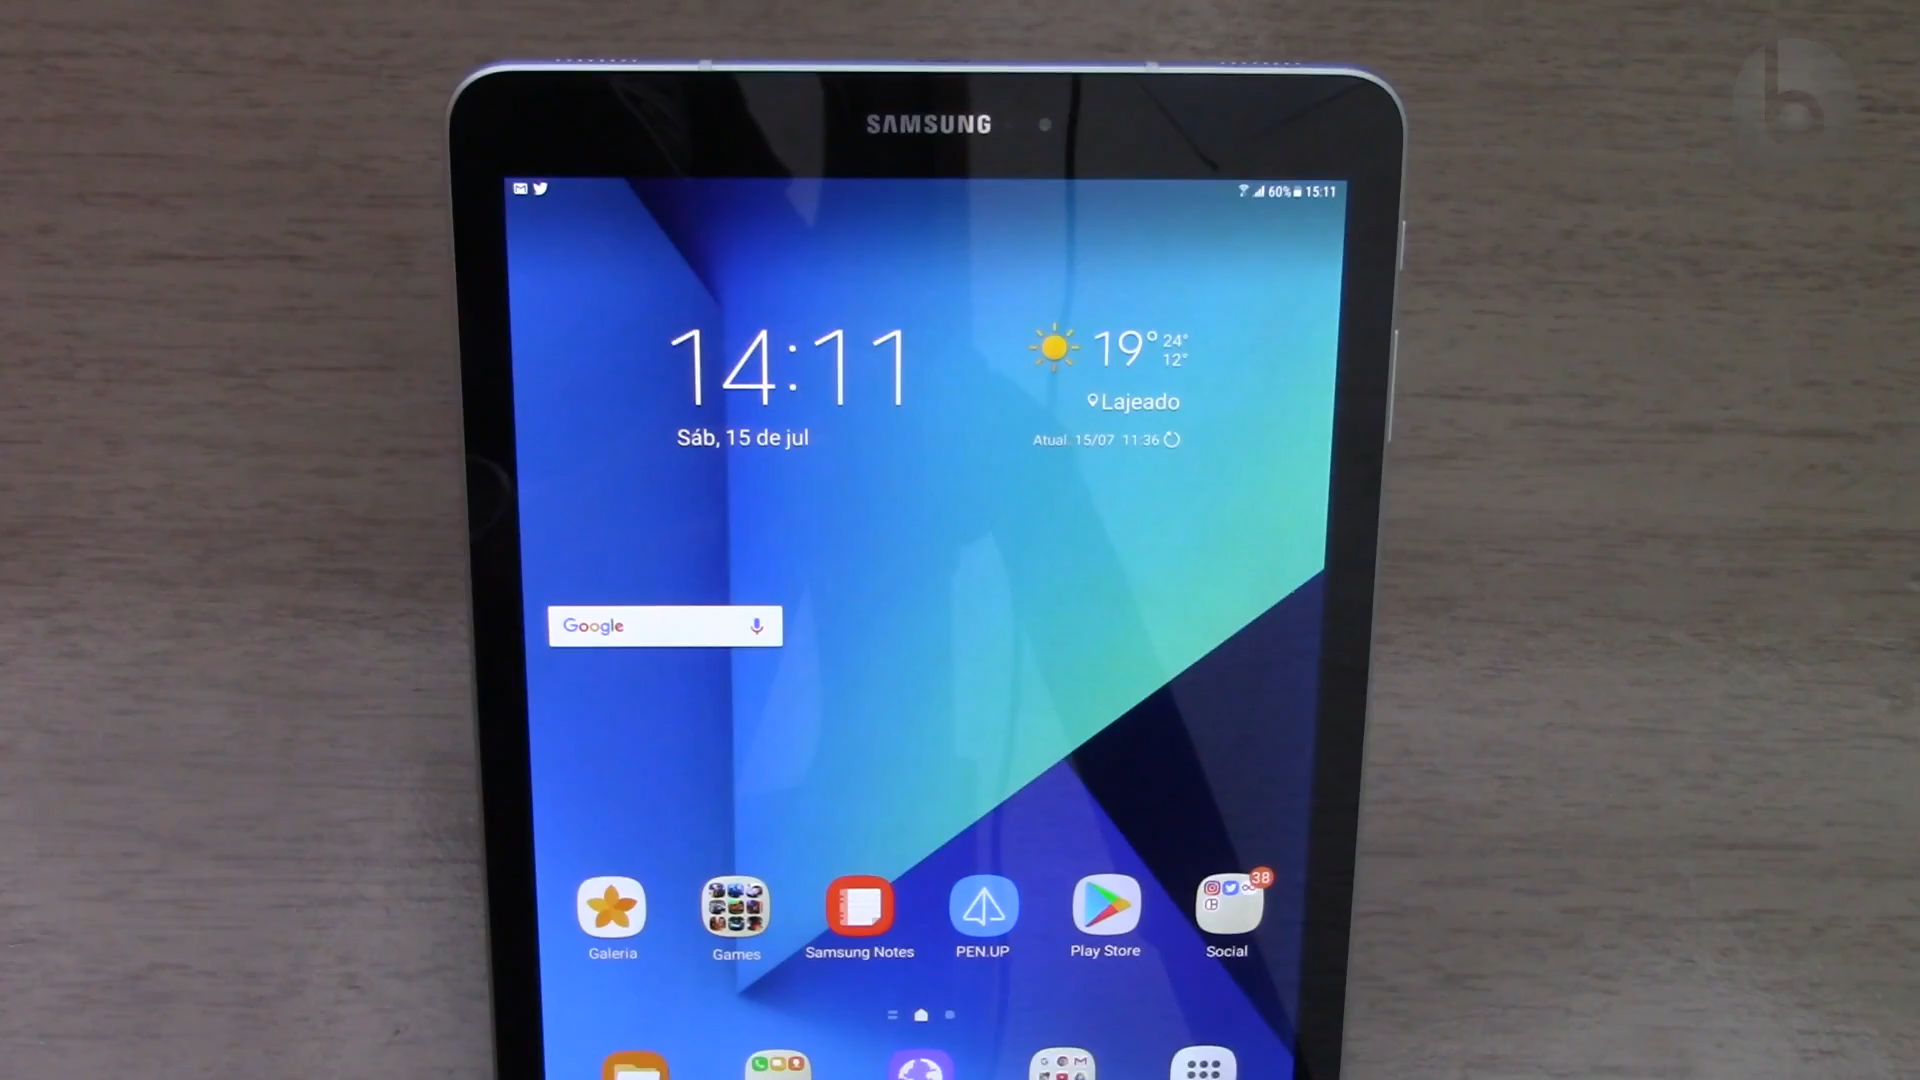 SAMSUNG
60% 15:11
14:11
19° 24°
12°
Lajeado
Sáb, 15 de jul
Atual. 15/07 11:36
Google
38
Galeria
Games
Samsung Notes
PEN.UP
Play Store
Social